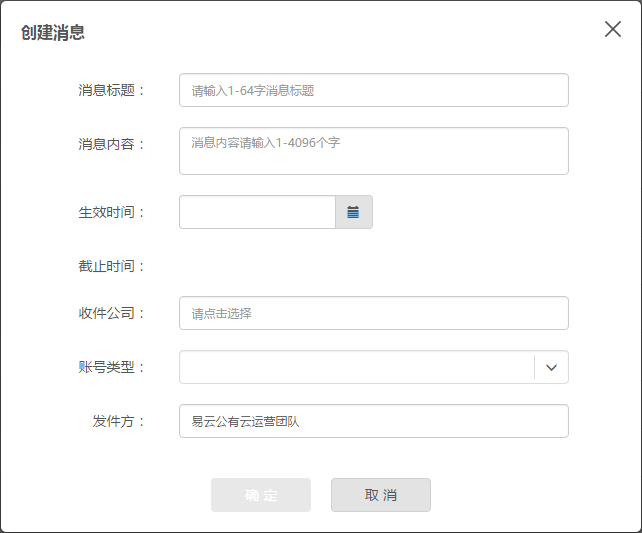 创建消息
消息标题： 请输入1-64字消息标题
消息内容： 消息内容请输入1-4096个字
生效时间：
截止时间：
收件公司： 请点击选择
账号类型：
发件方： 易云公有云运营团队
确 定 取 消